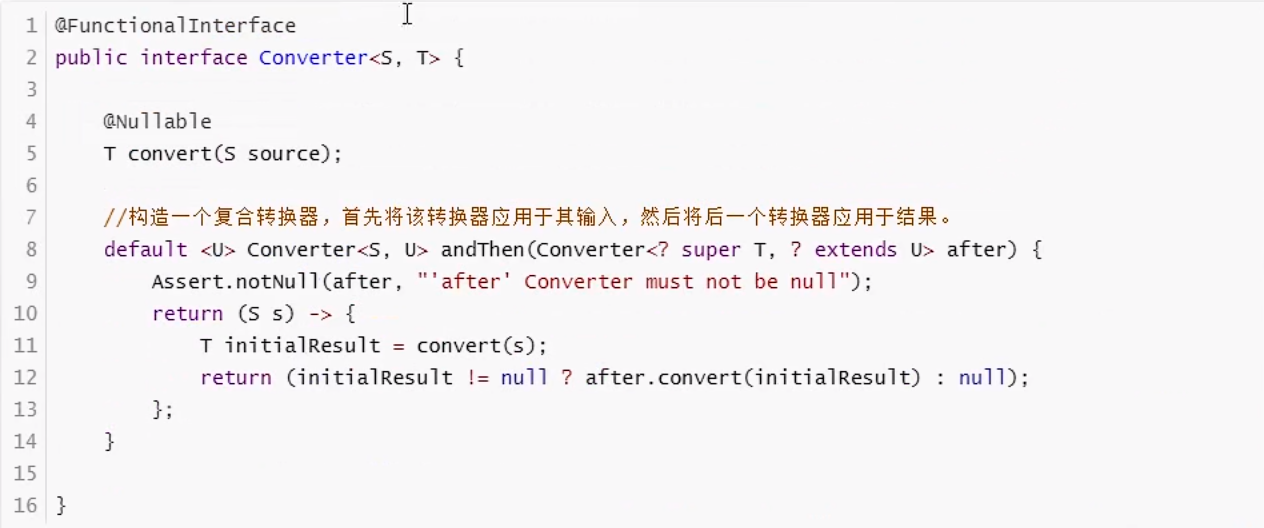 1 @FunctionalInterface
2 public interface Converter<S, T> {
3
4     @Nullable
5     T convert(S source);
6
7     //构造一个复合转换器，首先将该转换器应用于其输入，然后将后一个转换器应用于结果。
8     default <U> Converter<S, U> andThen(Converter<? super T, ? extends U> after) {
9         Assert.notNull(after, "'after' Converter must not be null");
10         return (S s) -> {
11             T initialResult = convert(s);
12             return (initialResult != null ? after.convert(initialResult) : null);
13         };
14     }
15
16 }